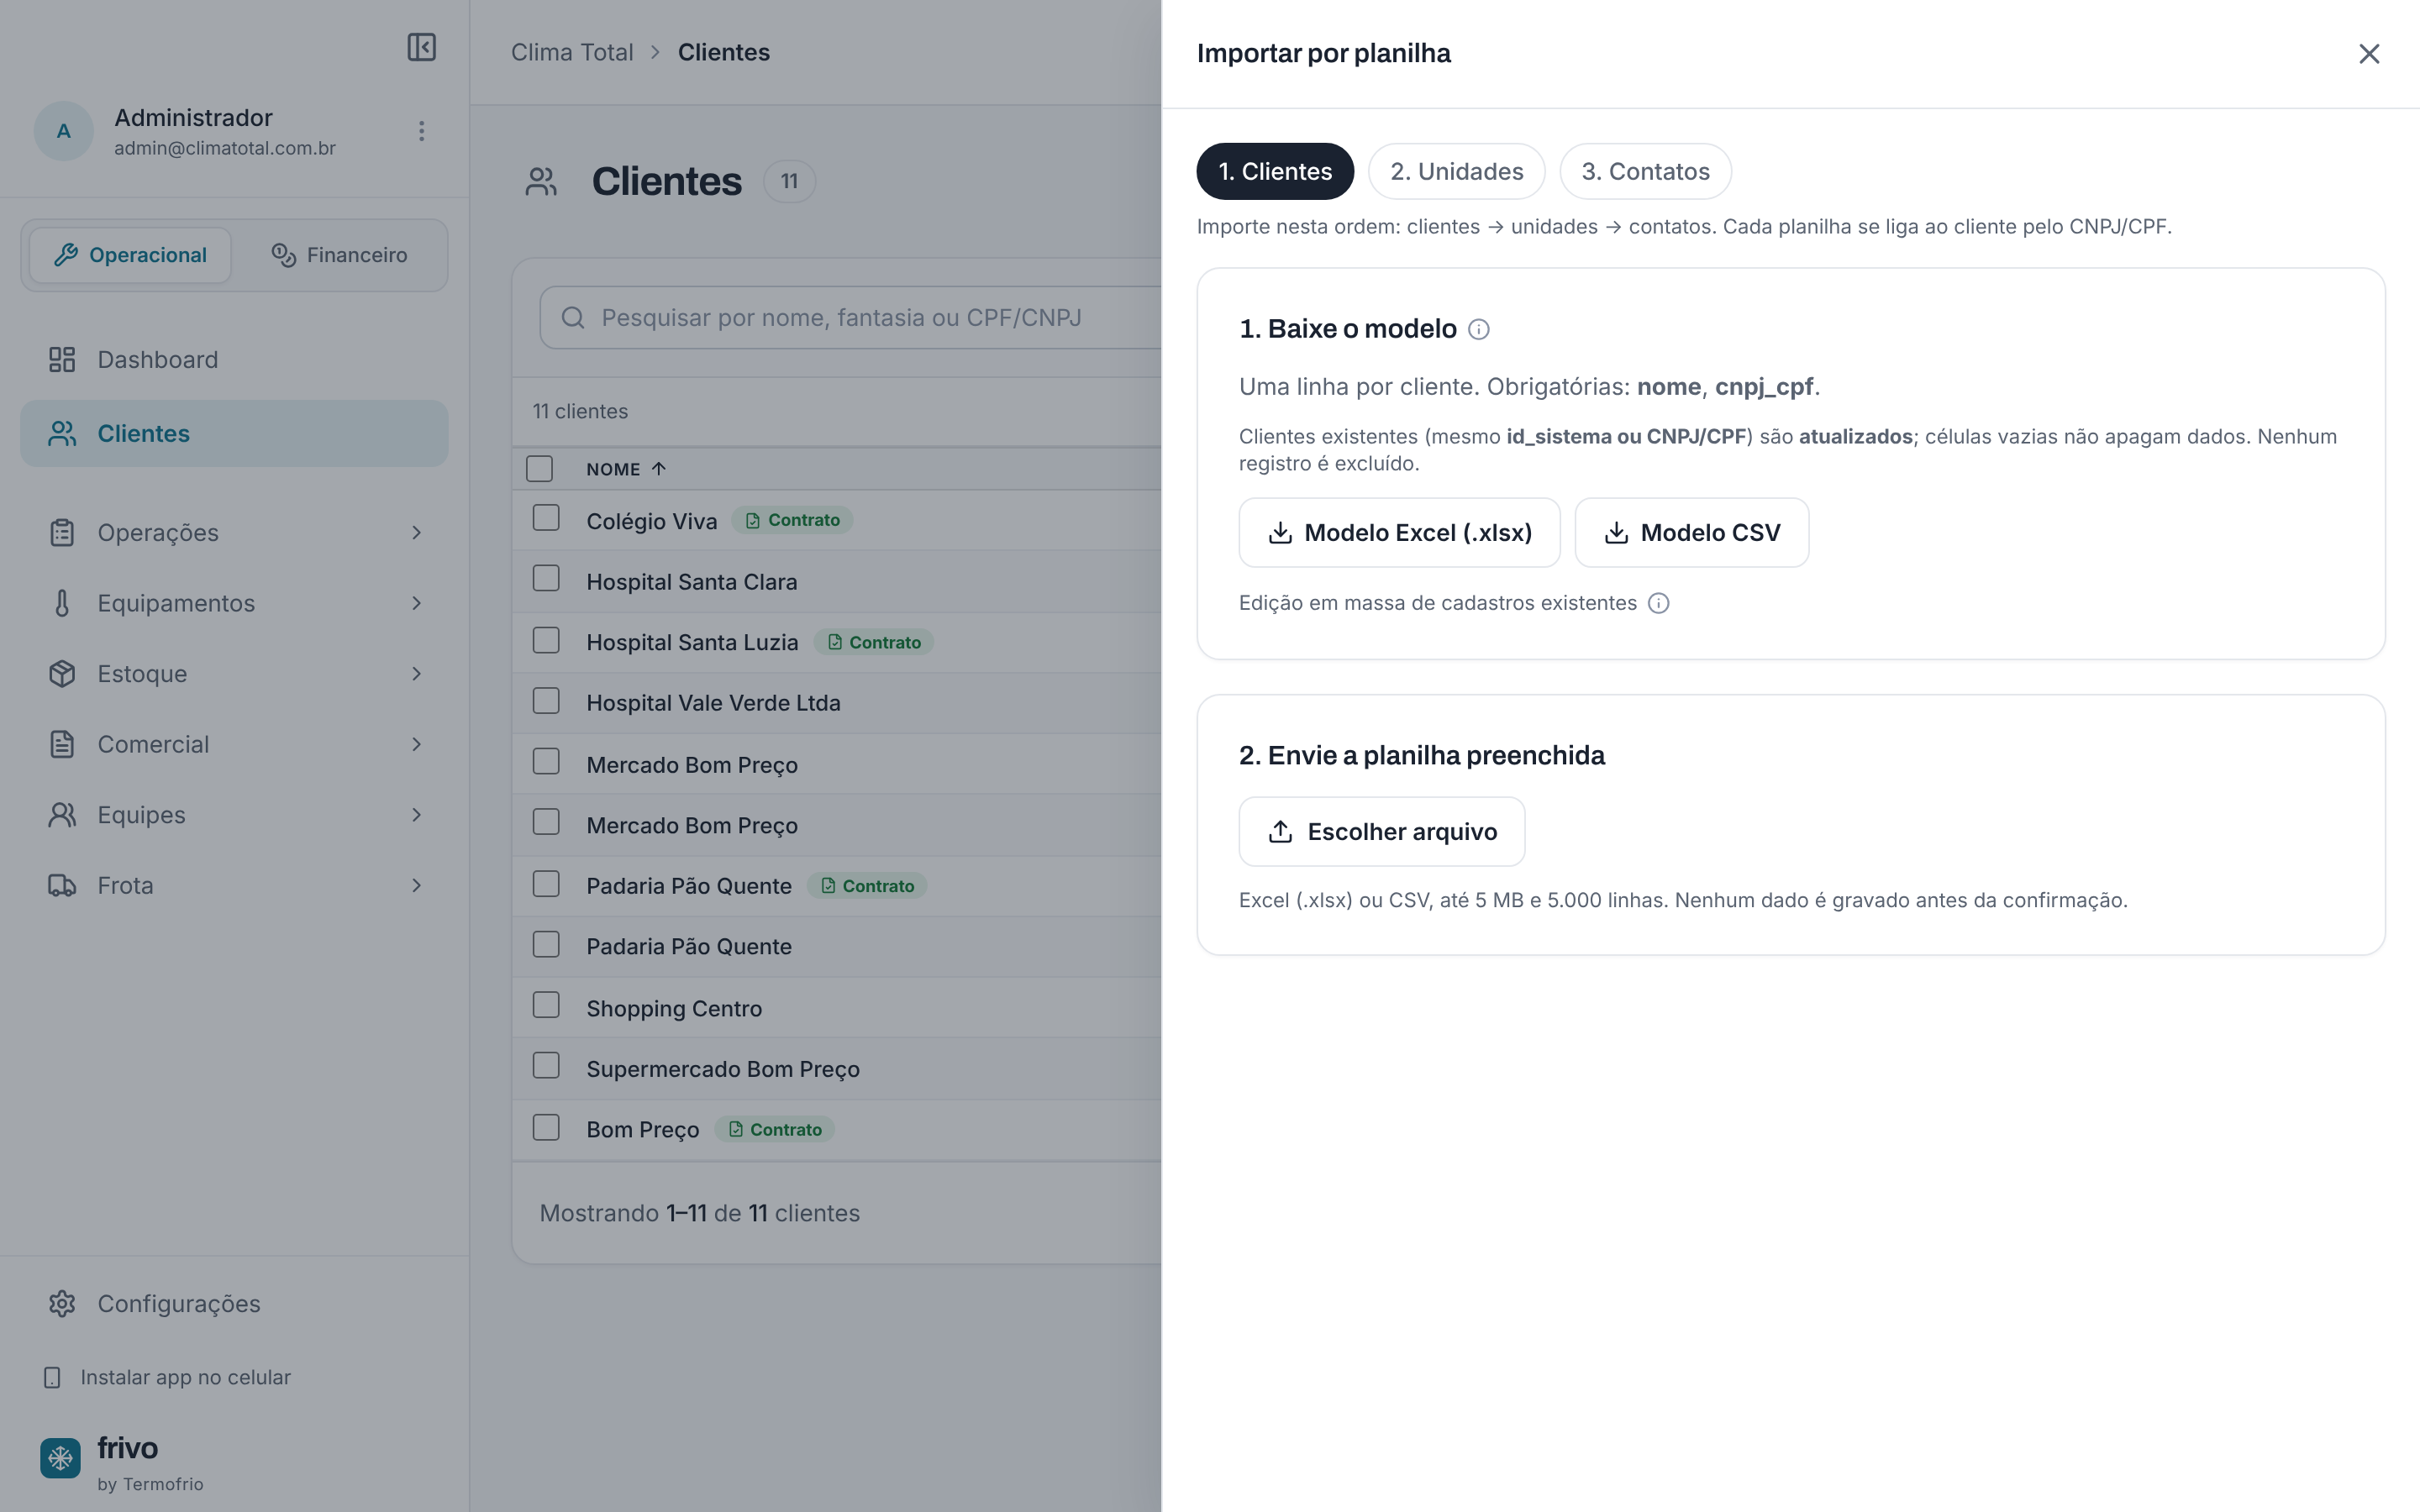 Administrador
admin@climatotal.com.br
A
Operacional
Financeiro
Dashboard
Clientes
Operações
Equipamentos
Estoque
Comercial
Equipes
Frota
Configurações
Instalar app no celular
frivo
by Termofrio
Clima Total > Clientes
Clientes 11
Pesquisar por nome, fantasia ou CPF/CNPJ
11 clientes
NOME ↑
Colégio Viva Contrato
Hospital Santa Clara
Hospital Santa Luzia Contrato
Hospital Vale Verde Ltda
Mercado Bom Preço
Mercado Bom Preço
Padaria Pão Quente Contrato
Padaria Pão Quente
Shopping Centro
Supermercado Bom Preço
Bom Preço Contrato
Mostrando 1–11 de 11 clientes
Importar por planilha
1. Clientes 2. Unidades 3. Contatos
Importe nesta ordem: clientes → unidades → contatos. Cada planilha se liga ao cliente pelo CNPJ/CPF.
1. Baixe o modelo
Uma linha por cliente. Obrigatórias: nome, cnpj_cpf.
Clientes existentes (mesmo id_sistema ou CNPJ/CPF) são atualizados; células vazias não apagam dados. Nenhum
registro é excluído.
Modelo Excel (.xlsx) Modelo CSV
Edição em massa de cadastros existentes
2. Envie a planilha preenchida
Escolher arquivo
Excel (.xlsx) ou CSV, até 5 MB e 5.000 linhas. Nenhum dado é gravado antes da confirmação.